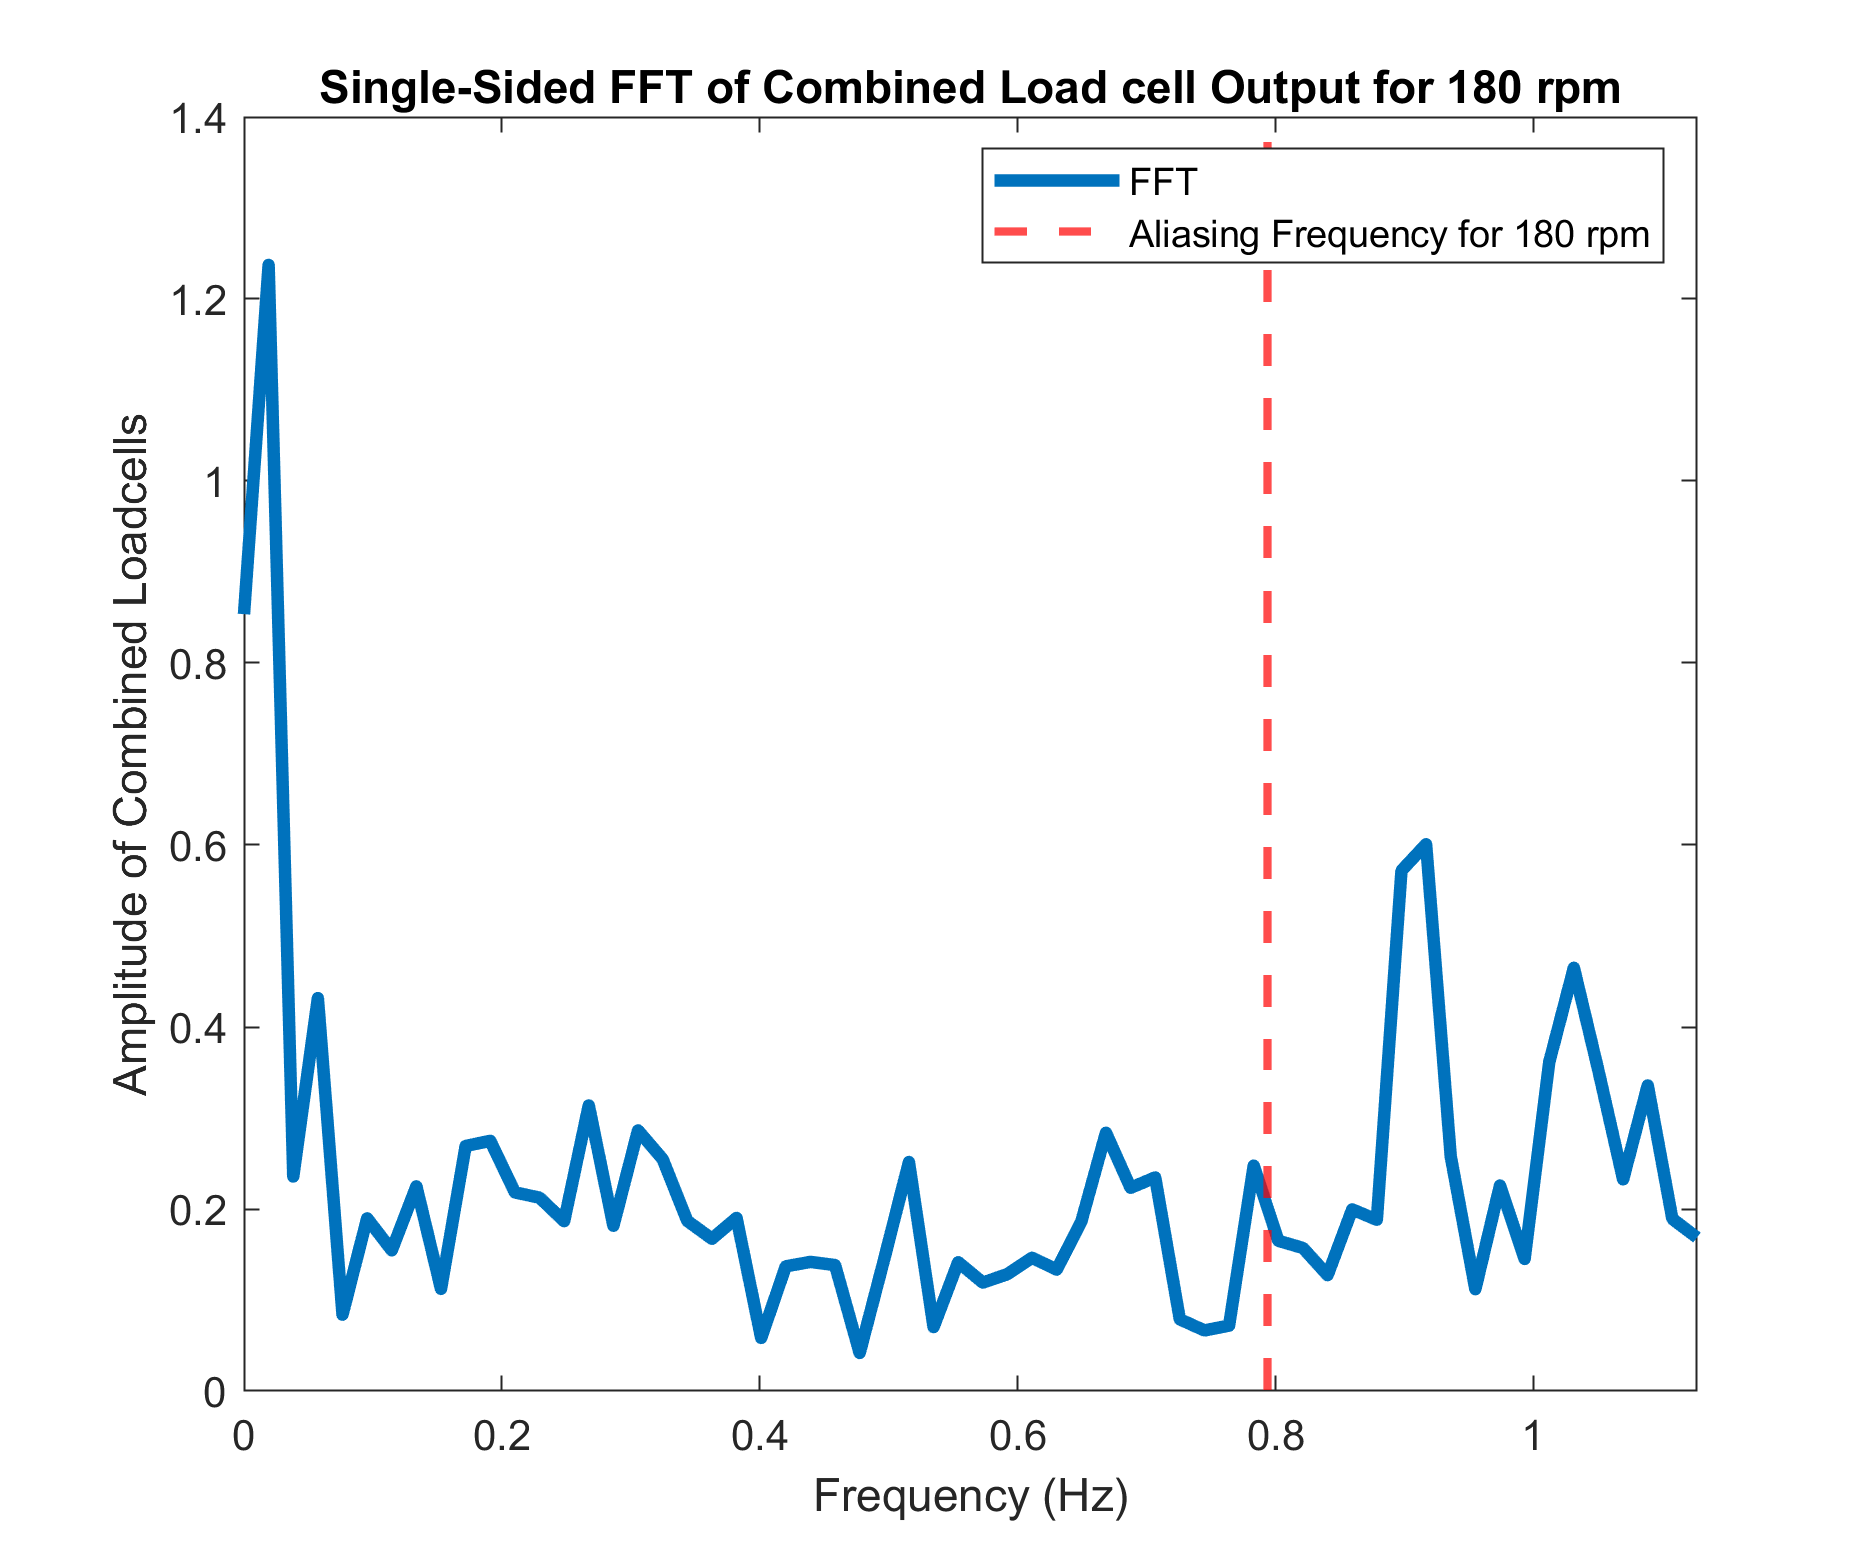 Single-Sided FFT of Combined Load cell Output for 180 rpm
1.4
1.2
1
0.8
0.6
0.4
0.2
0
Amplitude of Combined Loadcells
FFT
Aliasing Frequency for 180 rpm
0 0.2 0.4 0.6 0.8 1
Frequency (Hz)